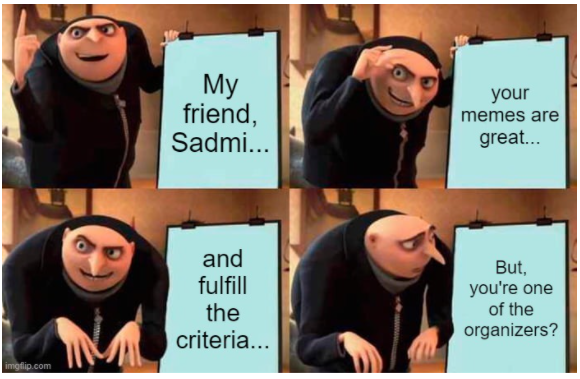 My
friend,
Sadmi...
your
memes are
great...
and
fulfill
the
criteria...
But,
you're one
of the
organizers?
imgflip.com